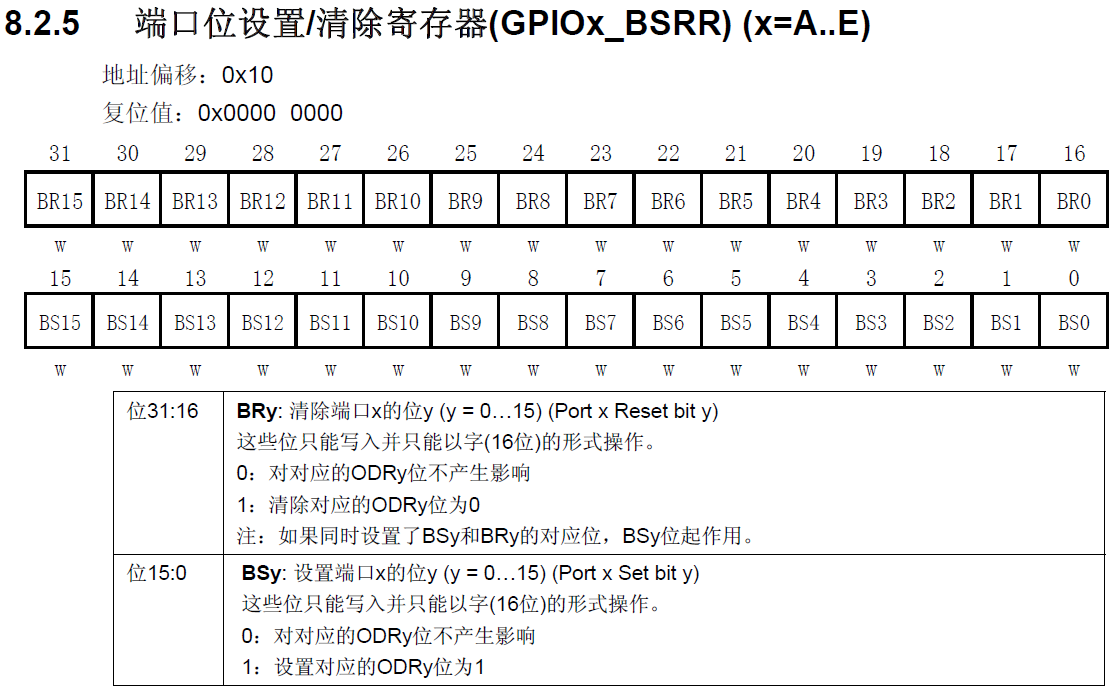 8.2.5 端口位设置/清除寄存器(GPIOx_BSRR) (x=A..E)
地址偏移：0x10
复位值：0x0000 0000
31 30 29 28 27 26 25 24 23 22 21 20 19 18 17 16
BR15 BR14 BR13 BR12 BR11 BR10 BR9 BR8 BR7 BR6 BR5 BR4 BR3 BR2 BR1 BR0
w w w w w w w w w w w w w w w w
15 14 13 12 11 10 9 8 7 6 5 4 3 2 1 0
BS15 BS14 BS13 BS12 BS11 BS10 BS9 BS8 BS7 BS6 BS5 BS4 BS3 BS2 BS1 BS0
w w w w w w w w w w w w w w w w
位31:16 BRy: 清除端口x的位y (y = 0…15) (Port x Reset bit y)
这些位只能写入并只能以字(16位)的形式操作。
0：对对应的ODRy位不产生影响
1：清除对应的ODRy位为0
注：如果同时设置了BSy和BRy的对应位，BSy位起作用。
位15:0 BSy: 设置端口x的位y (y = 0…15) (Port x Set bit y)
这些位只能写入并只能以字(16位)的形式操作。
0：对对应的ODRy位不产生影响
1：设置对应的ODRy位为1